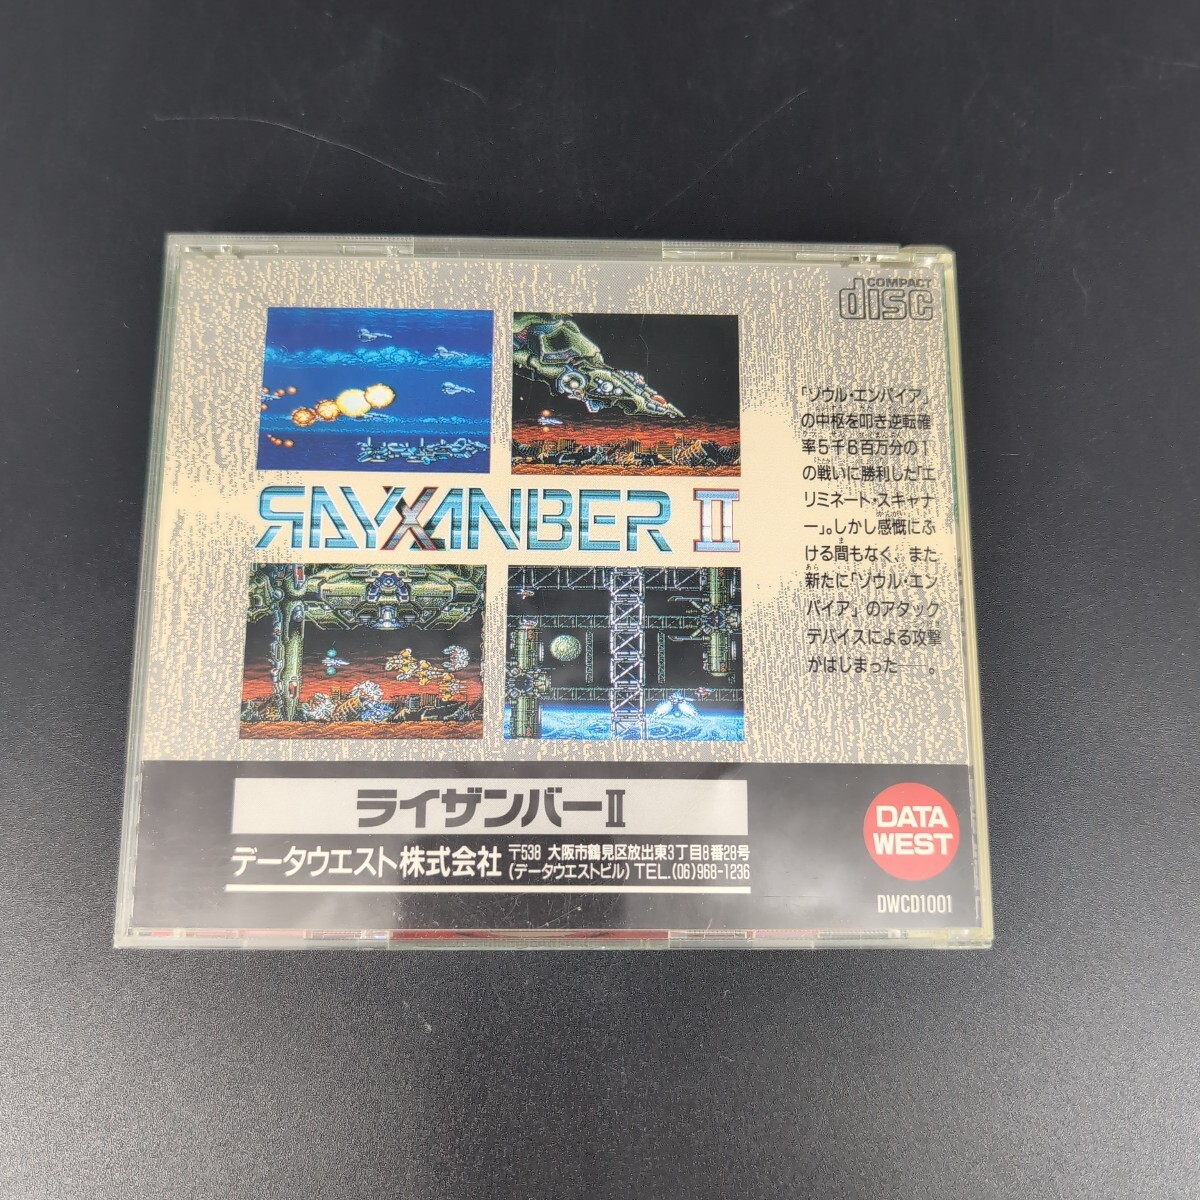 COMPACT
disc
「ゾウル・エンパイア」
の中枢を叩き逆転確
率5千6百万分の1
の戦いに勝利した「エ
リミネート・スキャナ
ー」。しかし感慨にふ
ける間もなく、また
新たに「ゾウル・エン
パイア」のアタック
デバイスによる攻撃
がはじまった——。
RAYXANBER II
ライザンバーII
データウエスト株式会社
〒538 大阪市鶴見区放出東3丁目8番28号
(データウエストビル) TEL.(06)968-1236
DATA
WEST
DWCD1001